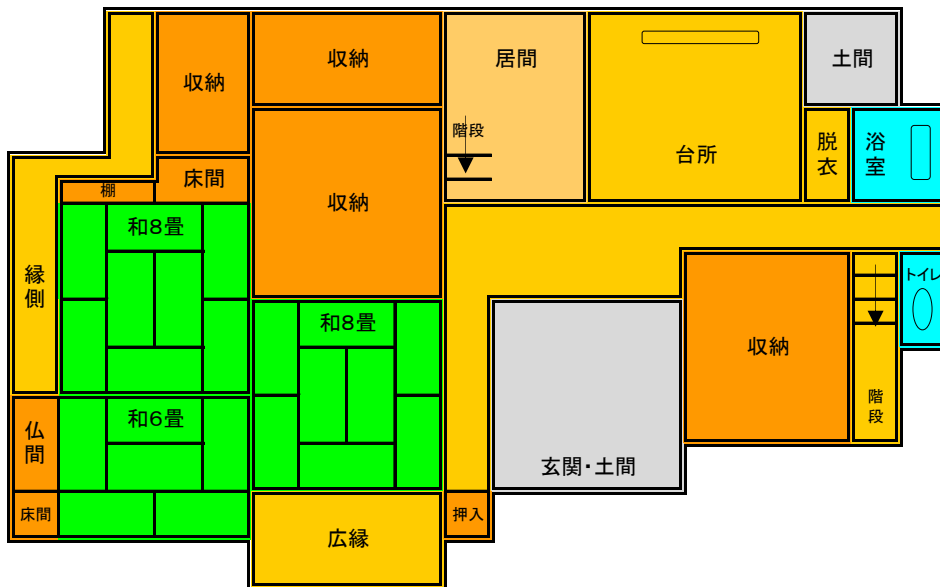 収納
収納
居間
土間
階段
台所
脱衣
浴室
床間
棚
収納
和8畳
縁側
トイレ
和8畳
収納
和6畳
階段
仏間
玄関・土間
床間
押入
広縁